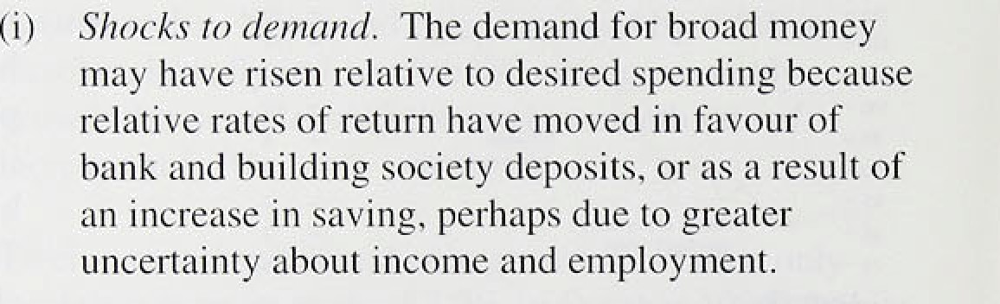 (i) Shocks to demand. The demand for broad money
may have risen relative to desired spending because
relative rates of return have moved in favour of
bank and building society deposits, or as a result of
an increase in saving, perhaps due to greater
uncertainty about income and employment.